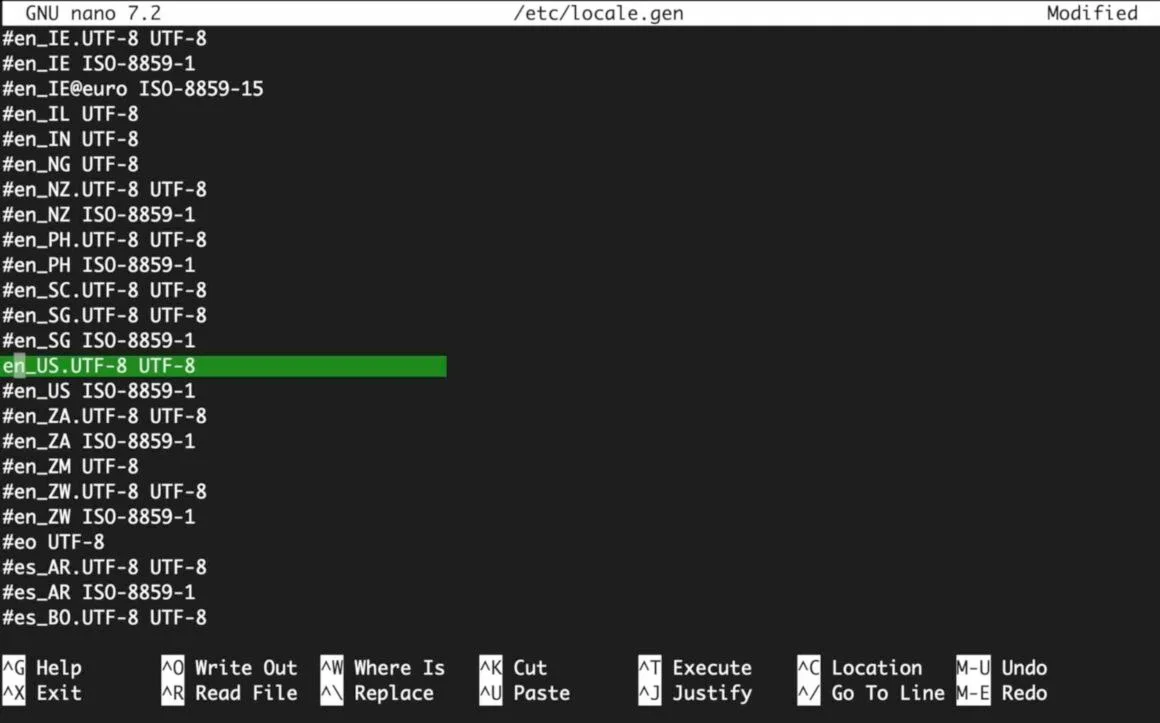 GNU nano 7.2 /etc/locale.gen Modified
#en_IE.UTF-8 UTF-8
#en_IE ISO-8859-1
#en_IE@euro ISO-8859-15
#en_IL UTF-8
#en_IN UTF-8
#en_NG UTF-8
#en_NZ.UTF-8 UTF-8
#en_NZ ISO-8859-1
#en_PH.UTF-8 UTF-8
#en_PH ISO-8859-1
#en_SC.UTF-8 UTF-8
#en_SG.UTF-8 UTF-8
#en_SG ISO-8859-1
en_US.UTF-8 UTF-8
#en_US ISO-8859-1
#en_ZA.UTF-8 UTF-8
#en_ZA ISO-8859-1
#en_ZM UTF-8
#en_ZW.UTF-8 UTF-8
#en_ZW ISO-8859-1
#eo UTF-8
#es_AR.UTF-8 UTF-8
#es_AR ISO-8859-1
#es_BO.UTF-8 UTF-8
^G Help ^O Write Out ^W Where Is ^K Cut ^T Execute ^C Location M-U Undo
^X Exit ^R Read File ^\ Replace ^U Paste ^J Justify ^/ Go To Line M-E Redo